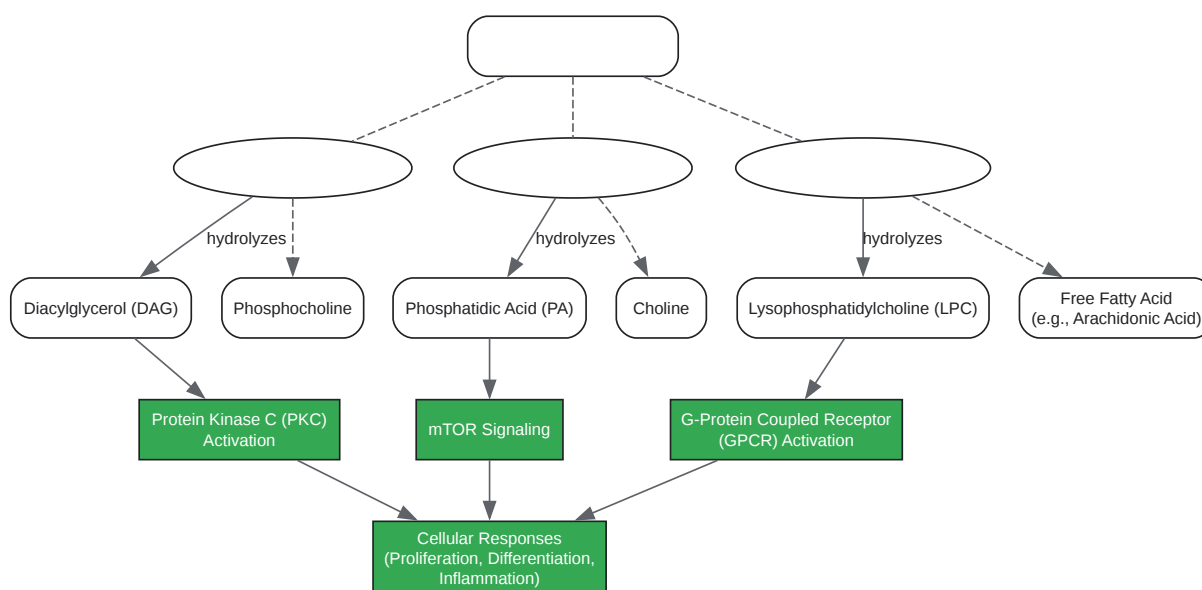 hydrolyzes
hydrolyzes
hydrolyzes
Diacylglycerol (DAG)
Phosphocholine
Phosphatidic Acid (PA)
Choline
Lysophosphatidylcholine (LPC)
Free Fatty Acid
(e.g., Arachidonic Acid)
Protein Kinase C (PKC)
Activation
mTOR Signaling
G-Protein Coupled Receptor
(GPCR) Activation
Cellular Responses
(Proliferation, Differentiation,
Inflammation)